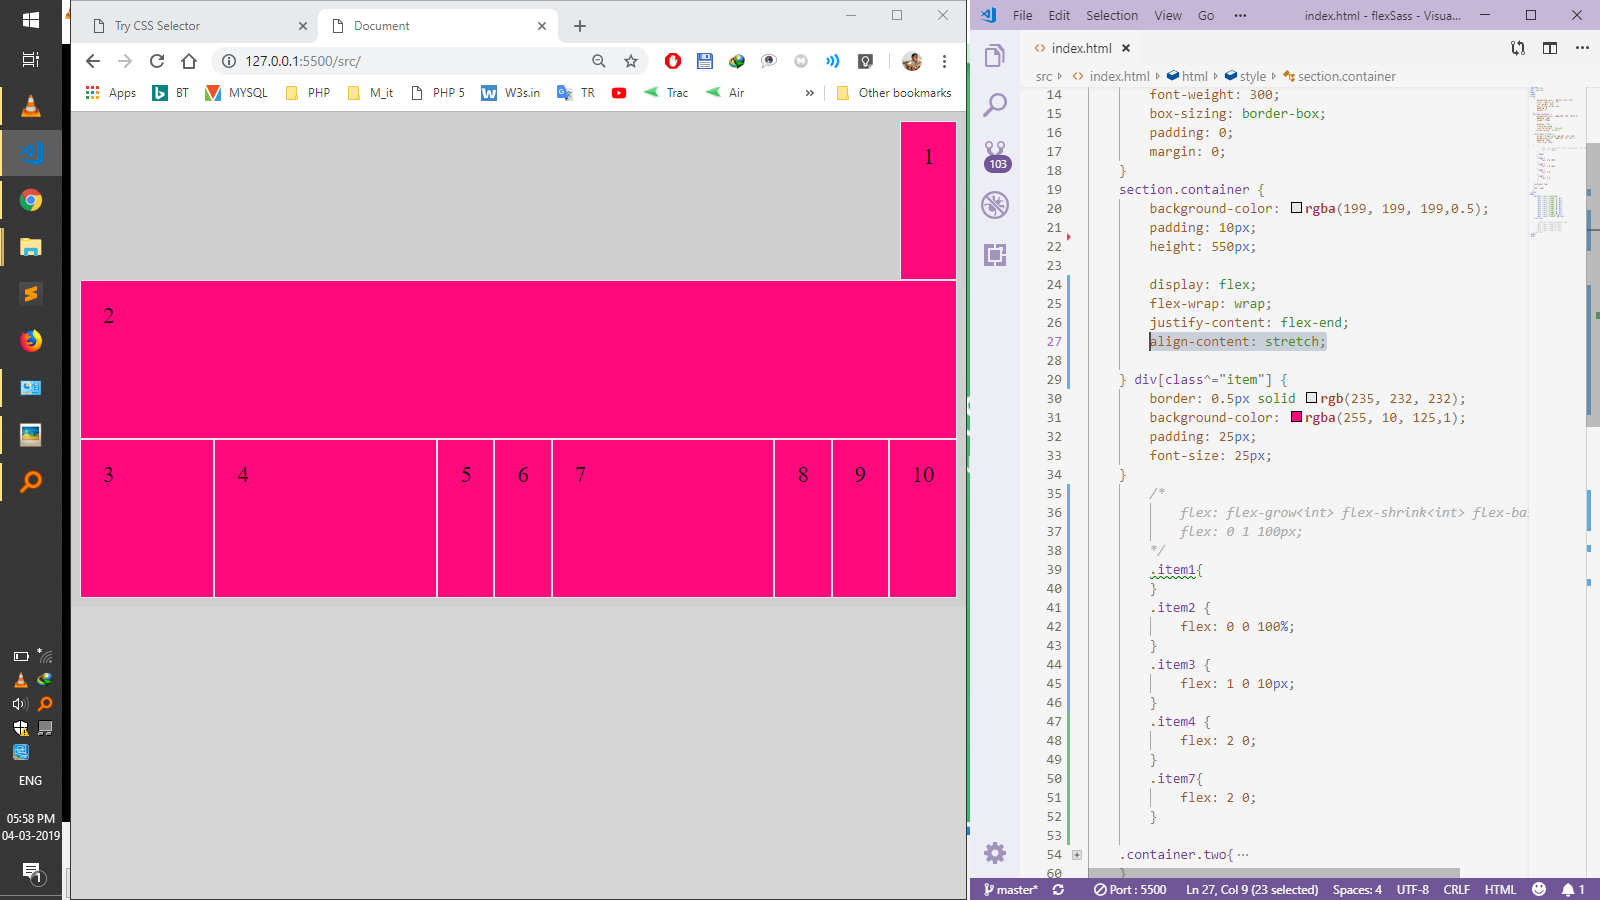 Try CSS Selector
Document
127.0.0.1:5500/src/
Apps
BT
MYSQL
PHP
M_it
PHP 5
W3s.in
TR
Trac
Air
»
Other bookmarks
1
2
3
4
5
6
7
8
9
10
ENG
05:58 PM
04-03-2019
1
File Edit Selection View Go ••• index.html - flexSass - Visua...
index.html
src index.html html style section.container
103
14 font-weight: 300;
15 box-sizing: border-box;
16 padding: 0;
17 margin: 0;
18 }
19 section.container {
20 background-color: rgba(199, 199, 199,0.5);
21 padding: 10px;
22 height: 550px;
23
24 display: flex;
25 flex-wrap: wrap;
26 justify-content: flex-end;
27 align-content: stretch;
28
29 } div[class^="item"] {
30 border: 0.5px solid rgb(235, 232, 232);
31 background-color: rgba(255, 10, 125,1);
32 padding: 25px;
33 font-size: 25px;
34 }
35 /*
36 flex: flex-grow<int> flex-shrink<int> flex-ba
37 flex: 0 1 100px;
38 */
39 .item1{
40 }
41 .item2 {
42 flex: 0 0 100%;
43 }
44 .item3 {
45 flex: 1 0 10px;
46 }
47 .item4 {
48 flex: 2 0;
49 }
50 .item7{
51 flex: 2 0;
52 }
53
54 .container.two{ ⋯
60 }
master* Port : 5500 Ln 27, Col 9 (23 selected) Spaces: 4 UTF-8 CRLF HTML 1